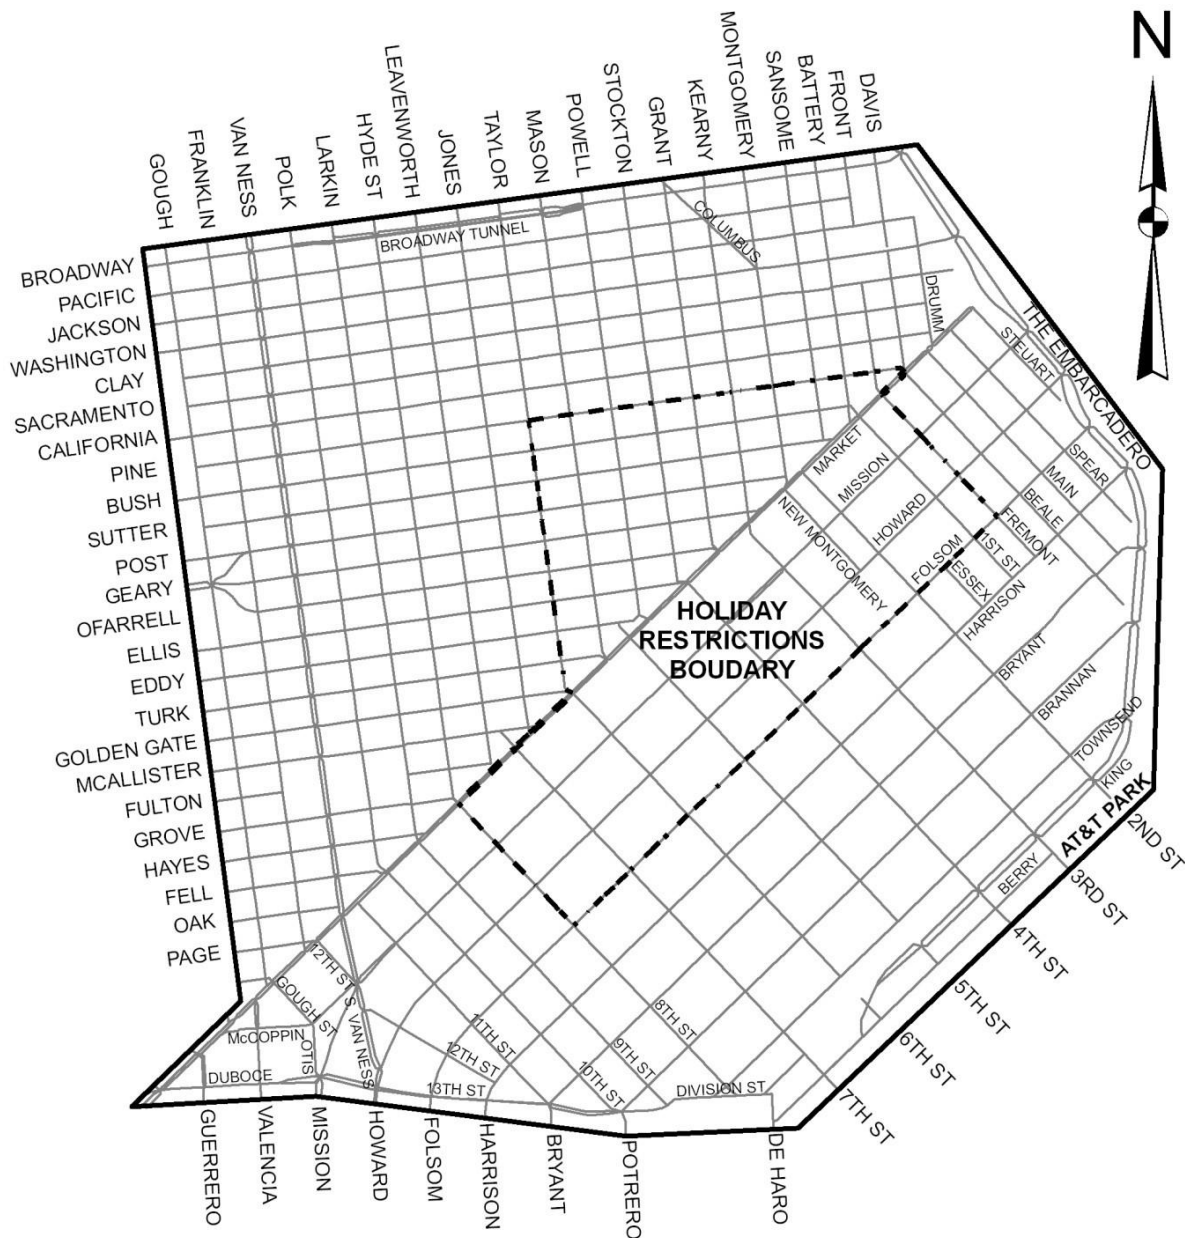 N
GOUGH
FRANKLIN
VAN NESS
POLK
LARKIN
HYDE ST
LEAVENWORTH
JONES
TAYLOR
MASON
POWELL
STOCKTON
GRANT
KEARNY
MONTGOMERY
SANSOME
BATTERY
FRONT
DAVIS
BROADWAY
PACIFIC
JACKSON
WASHINGTON
CLAY
SACRAMENTO
CALIFORNIA
PINE
BUSH
SUTTER
POST
GEARY
OFARRELL
ELLIS
EDDY
TURK
GOLDEN GATE
MCALLISTER
FULTON
GROVE
HAYES
FELL
OAK
PAGE
BROADWAY TUNNEL
COLUMBUS
DRUMM
THE EMBARCADERO
STEUART
SPEAR
MAIN
BEALE
FREMONT
1ST ST
ESSEX
MARKET
MISSION
HOWARD
FOLSOM
HARRISON
NEW MONTGOMERY
BRYANT
BRANNAN
TOWNSEND
KING
BERRY
AT&T PARK
HOLIDAY
RESTRICTIONS
BOUDARY
2ND ST
3RD ST
4TH ST
5TH ST
6TH ST
7TH ST
8TH ST
9TH ST
10TH ST
11TH ST
12TH ST
13TH ST
DIVISION ST
12TH ST
GOUGH ST
S. VAN NESS
McCOPPIN
OTIS
DUBOCE
GUERRERO
VALENCIA
MISSION
HOWARD
FOLSOM
HARRISON
BRYANT
POTRERO
DE HARO